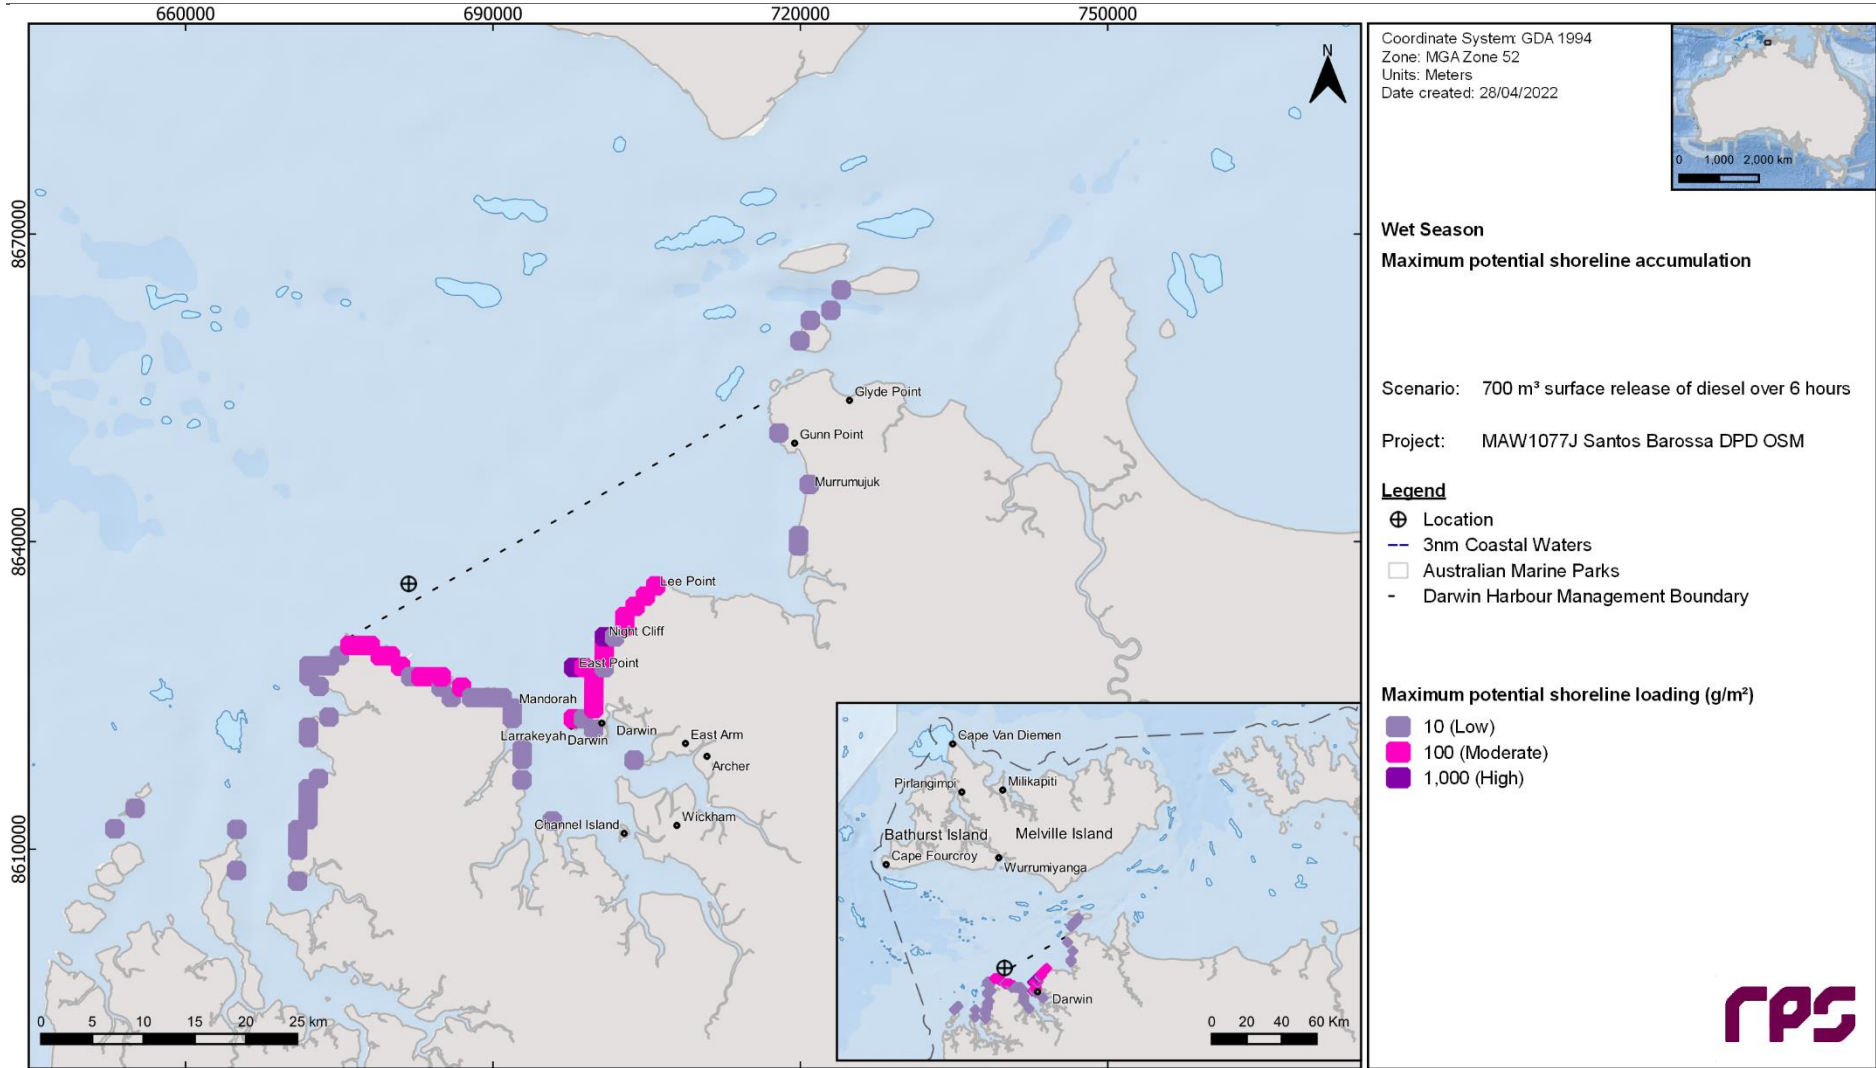 660000
690000
720000
750000
8670000
8640000
8610000
N
Glyde Point
Gunn Point
Murrumujuk
Lee Point
Night Cliff
East Point
Mandorah
Larrakeyah
Darwin
Darwin
East Arm
Archer
Wickham
Channel Island
0 5 10 15 20 25 km
Cape Van Diemen
Pirlangimpi
Milikapiti
Bathurst Island
Melville Island
Cape Fourcroy
Wurrumiyanga
Darwin
0 20 40 60 Km
Coordinate System: GDA 1994
Zone: MGA Zone 52
Units: Meters
Date created: 28/04/2022
0 1,000 2,000 km
Wet Season
Maximum potential shoreline accumulation
Scenario: 700 m³ surface release of diesel over 6 hours
Project: MAW1077J Santos Barossa DPD OSM
Legend
Location
3nm Coastal Waters
Australian Marine Parks
Darwin Harbour Management Boundary
Maximum potential shoreline loading (g/m²)
10 (Low)
100 (Moderate)
1,000 (High)
rps